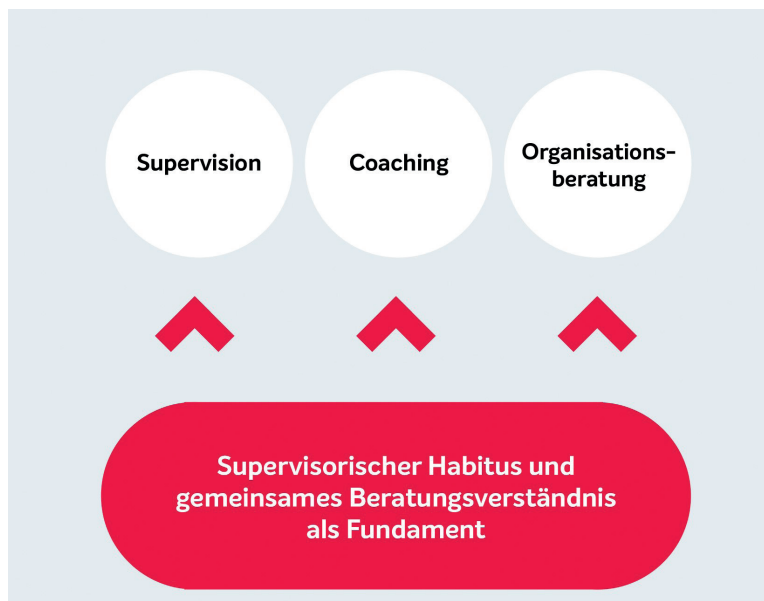 Supervision
Coaching
Organisations-
beratung
Supervisorischer Habitus und
gemeinsames Beratungsverständnis
als Fundament